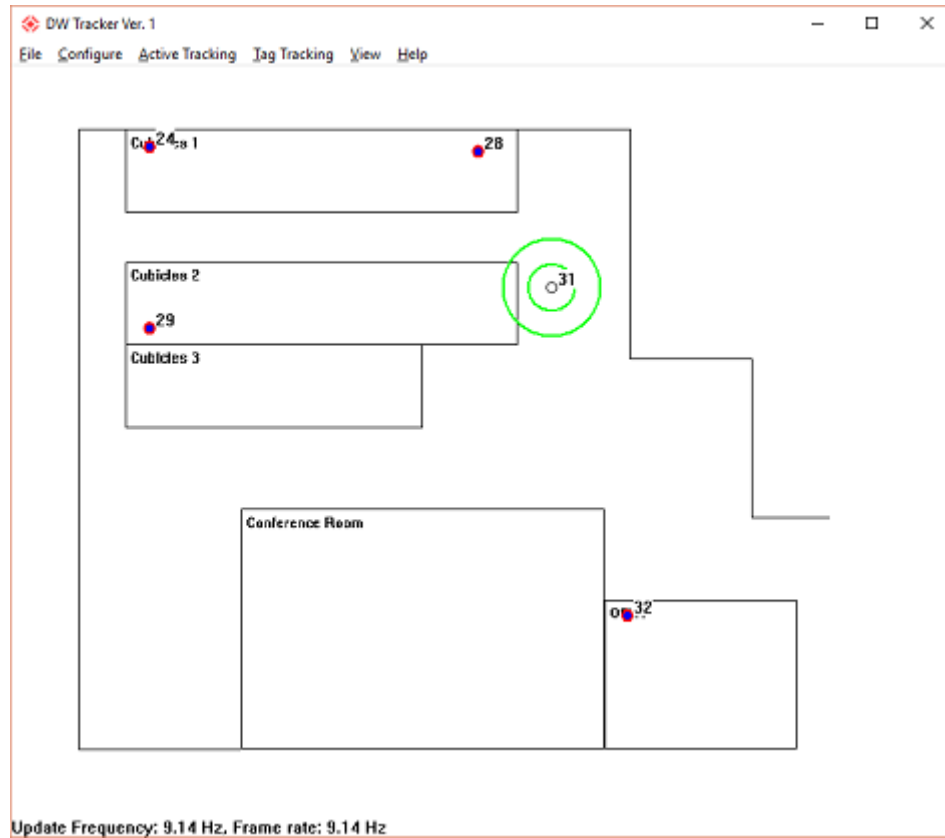 DW Tracker Ver. 1
File Configure Active Tracking Tag Tracking View Help
24
28
Cubicles 2
31
29
Cubicles 3
Conference Room
32
Update Frequency: 9.14 Hz, Frame rate: 9.14 Hz